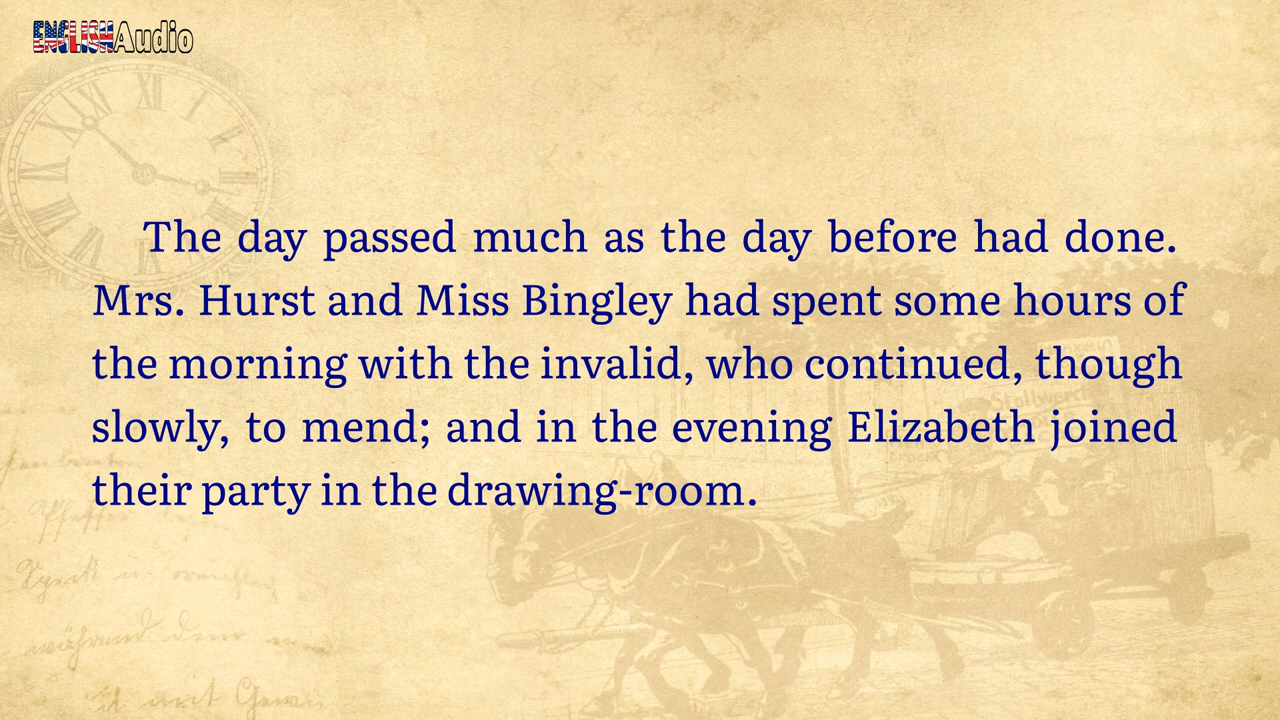 ENGLISHAudio
The day passed much as the day before had done.
Mrs. Hurst and Miss Bingley had spent some hours of
the morning with the invalid, who continued, though
slowly, to mend; and in the evening Elizabeth joined
their party in the drawing-room.